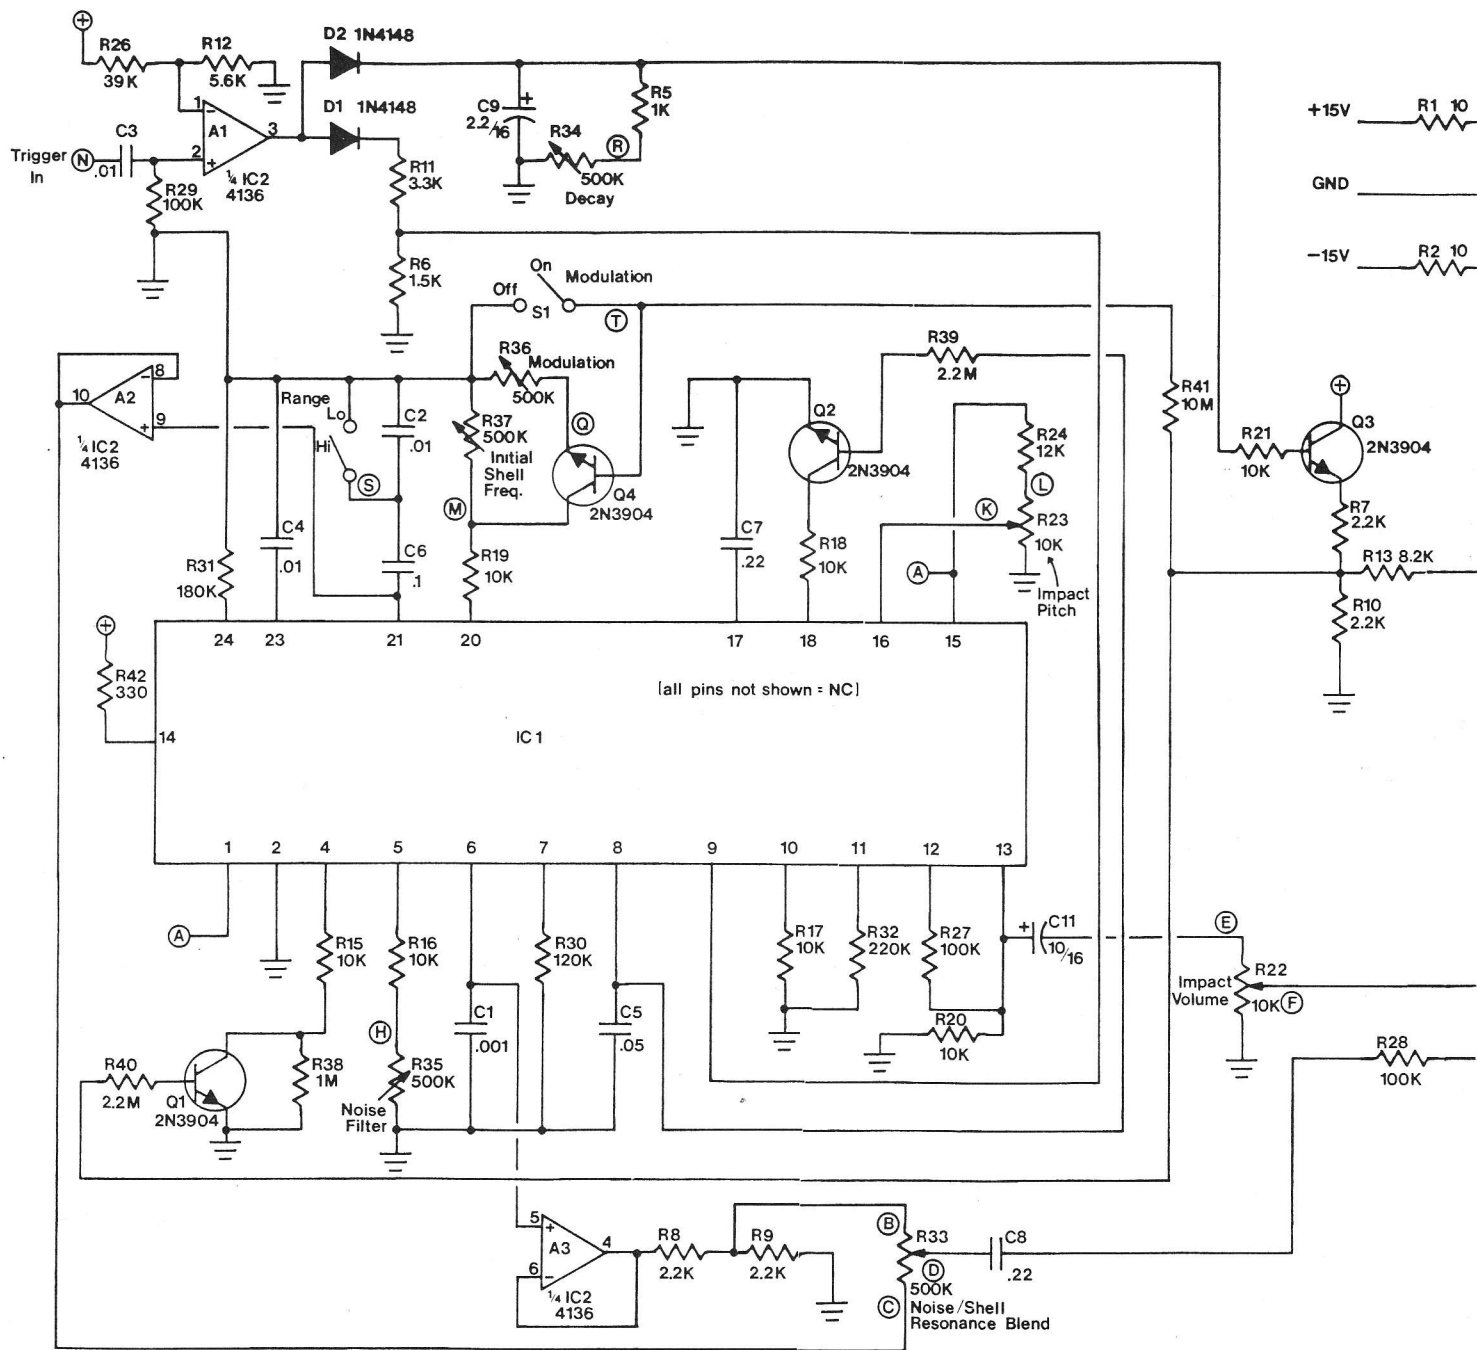 +
R26
39K
R12
5.6K
D2 1N4148
D1 1N4148
1
-
A1
3
2
+
C3
.01
Trigger
In
N
¼ IC2
4136
R29
100K
R11
3.3K
R6
1.5K
+
C9
2.2/16
R5
1K
R34
R
500K
Decay
+15V
R1 10
GND
-15V
R2 10
On
Modulation
Off
S1
T
R36
Modulation
500K
R39
2.2M
R41
10M
10
A2
8
-
+
9
¼ IC2
4136
Range
Lo
Hi
S
C2
.01
R37
500K
Initial
Shell
Freq.
Q
Q4
2N3904
M
Q2
2N3904
R24
12K
L
K
R23
10K
Impact
Pitch
A
+
Q3
2N3904
R21
10K
R7
2.2K
R13 8.2K
R10
2.2K
R31
180K
C4
.01
C6
.1
R19
10K
C7
.22
R18
10K
+
R42
330
24
23
21
20
17
18
16
15
14
[all pins not shown = NC]
IC1
1
2
4
5
6
7
8
9
10
11
12
13
A
R15
10K
R16
10K
R30
120K
C1
.001
C5
.05
R17
10K
R32
220K
R27
100K
R20
10K
+
C11
10/16
E
R22
10K
F
Impact
Volume
R28
100K
R40
2.2M
Q1
2N3904
R38
1M
H
R35
500K
Noise
Filter
5
+
A3
4
6
-
¼ IC2
4136
R8
2.2K
R9
2.2K
B
R33
D
500K
C
Noise/Shell
Resonance Blend
C8
.22